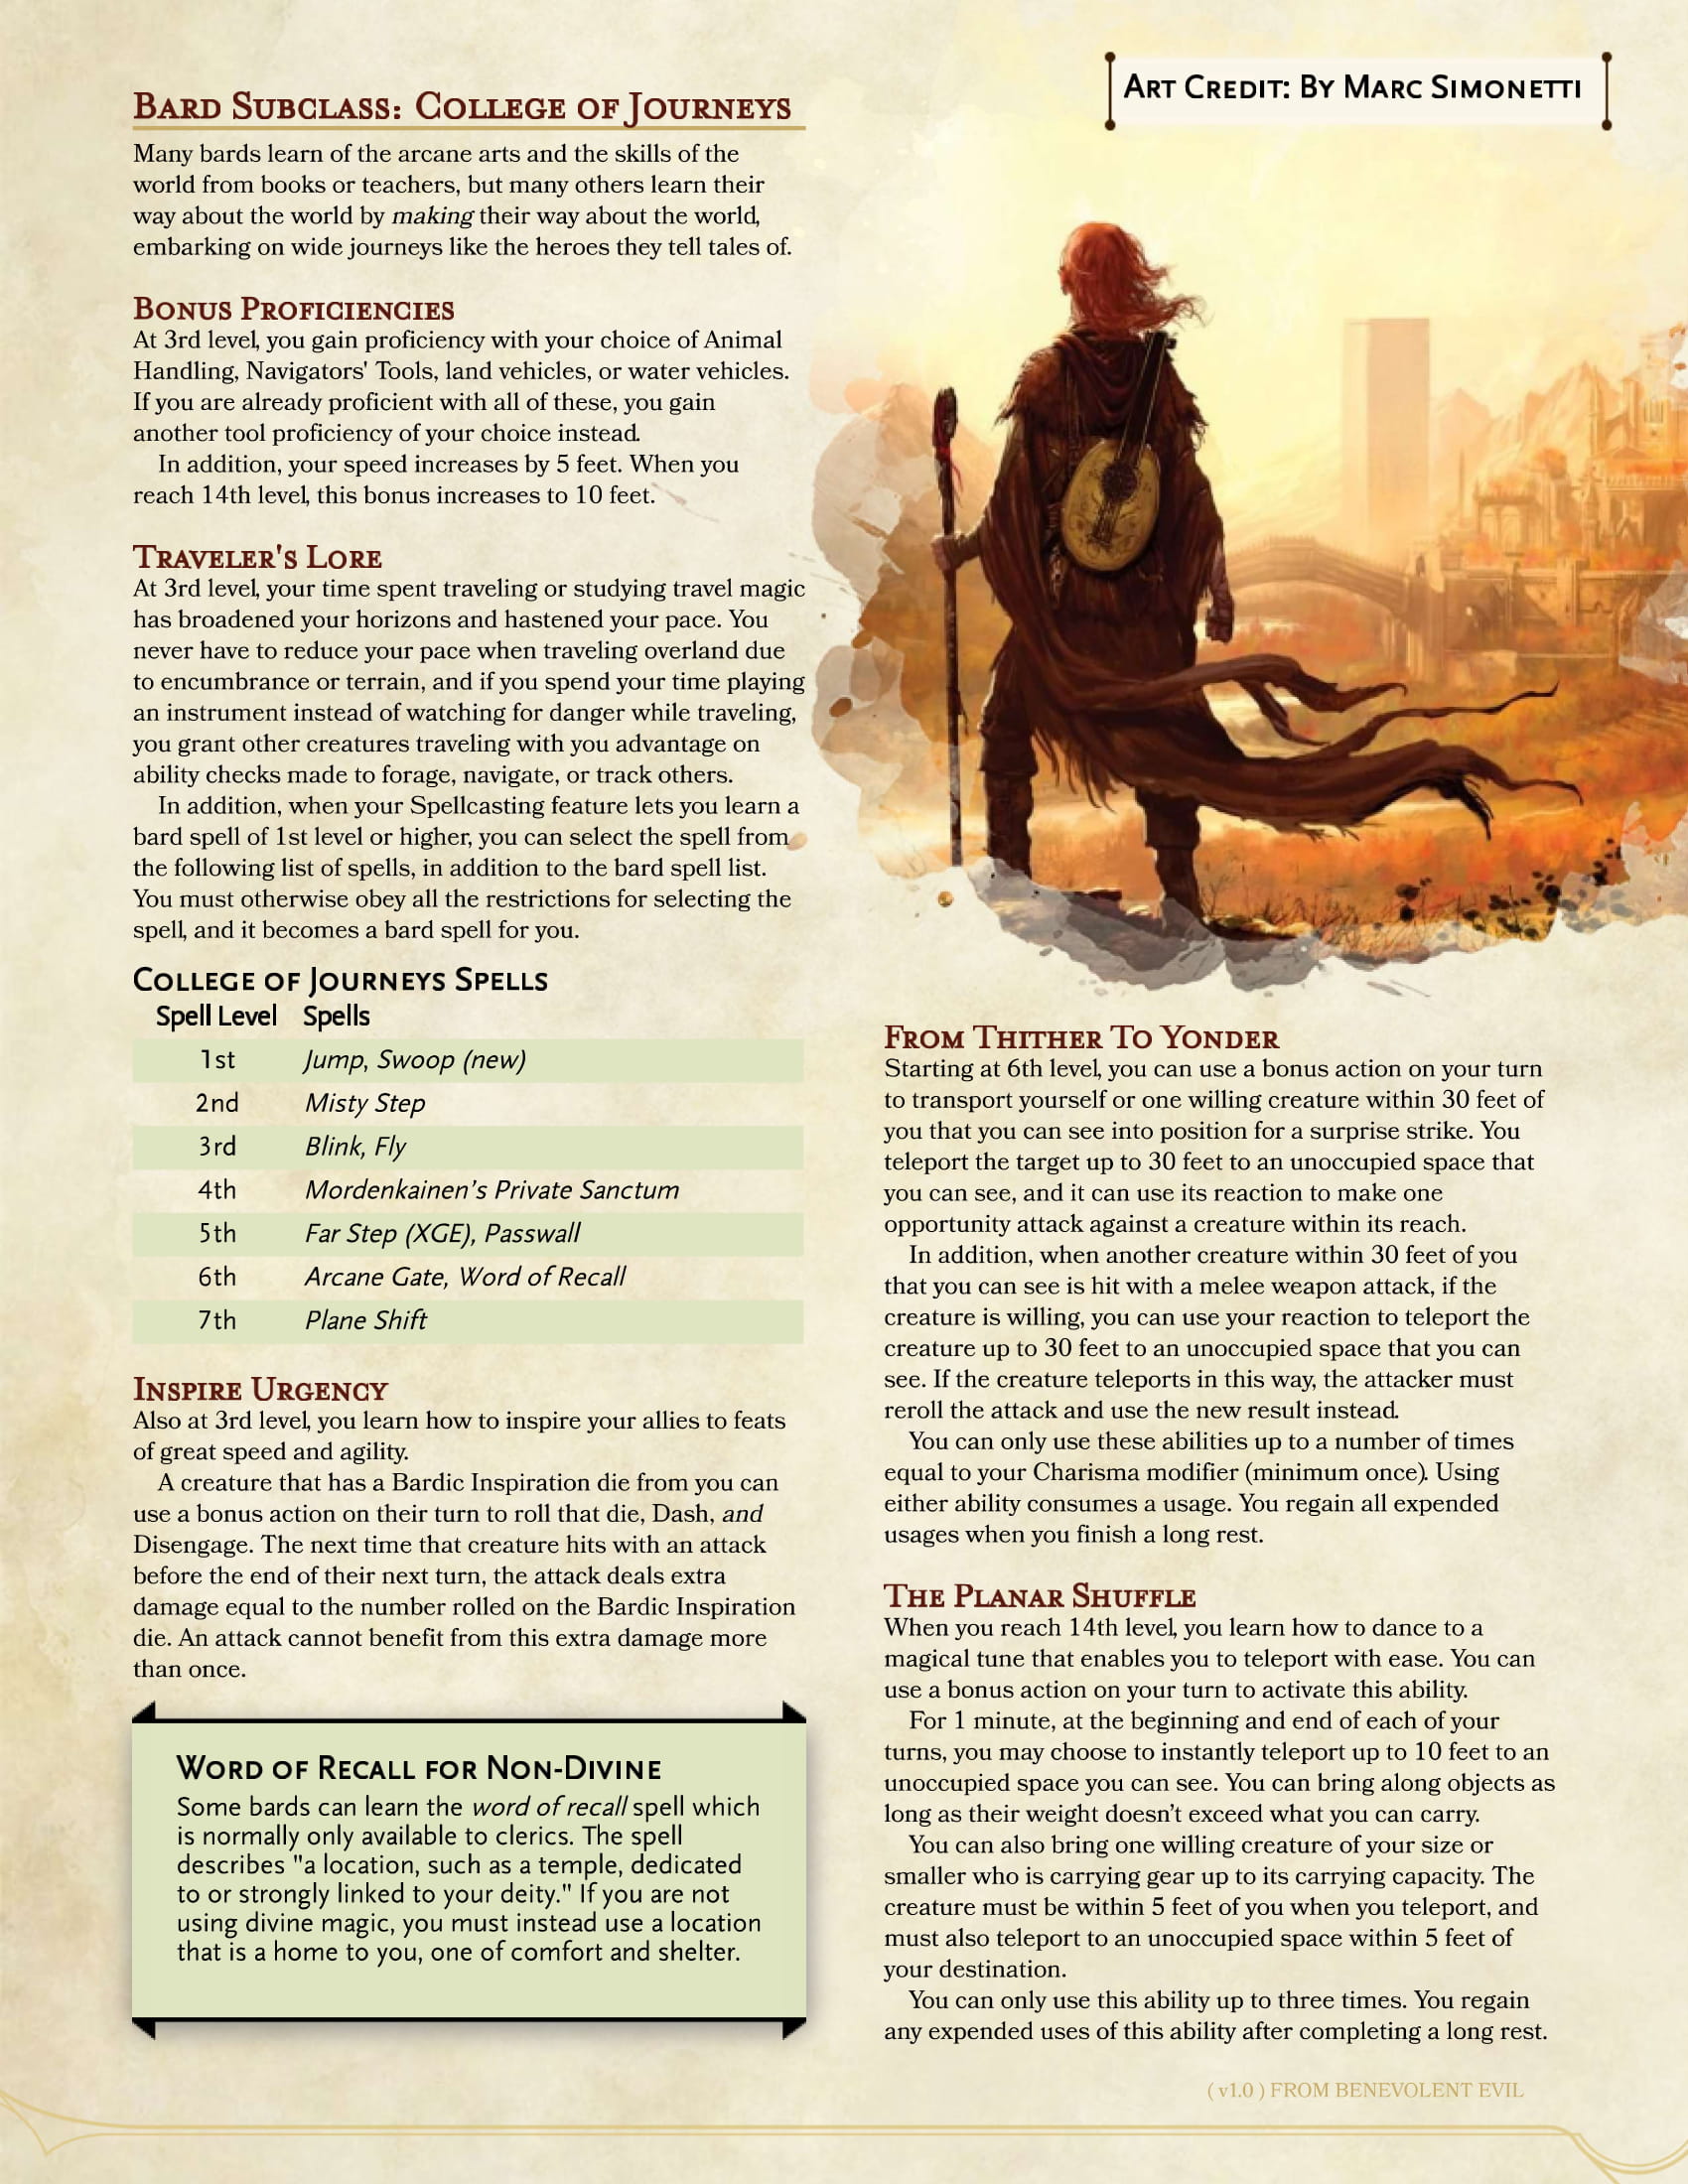 Art Credit: By Marc Simonetti
Bard Subclass: College of Journeys
Many bards learn of the arcane arts and the skills of the
world from books or teachers, but many others learn their
way about the world by making their way about the world,
embarking on wide journeys like the heroes they tell tales of.
Bonus Proficiencies
At 3rd level, you gain proficiency with your choice of Animal
Handling, Navigators' Tools, land vehicles, or water vehicles.
If you are already proficient with all of these, you gain
another tool proficiency of your choice instead.
In addition, your speed increases by 5 feet. When you
reach 14th level, this bonus increases to 10 feet.
Traveler's Lore
At 3rd level, your time spent traveling or studying travel magic
has broadened your horizons and hastened your pace. You
never have to reduce your pace when traveling overland due
to encumbrance or terrain, and if you spend your time playing
an instrument instead of watching for danger while traveling,
you grant other creatures traveling with you advantage on
ability checks made to forage, navigate, or track others.
In addition, when your Spellcasting feature lets you learn a
bard spell of 1st level or higher, you can select the spell from
the following list of spells, in addition to the bard spell list.
You must otherwise obey all the restrictions for selecting the
spell, and it becomes a bard spell for you.
College of Journeys Spells
Spell Level Spells
1st Jump, Swoop (new)
2nd Misty Step
3rd Blink, Fly
4th Mordenkainen's Private Sanctum
5th Far Step (XGE), Passwall
6th Arcane Gate, Word of Recall
7th Plane Shift
Inspire Urgency
Also at 3rd level, you learn how to inspire your allies to feats
of great speed and agility.
A creature that has a Bardic Inspiration die from you can
use a bonus action on their turn to roll that die, Dash, and
Disengage. The next time that creature hits with an attack
before the end of their next turn, the attack deals extra
damage equal to the number rolled on the Bardic Inspiration
die. An attack cannot benefit from this extra damage more
than once.
Word of Recall for Non-Divine
Some bards can learn the word of recall spell which
is normally only available to clerics. The spell
describes "a location, such as a temple, dedicated
to or strongly linked to your deity." If you are not
using divine magic, you must instead use a location
that is a home to you, one of comfort and shelter.
From Thither To Yonder
Starting at 6th level, you can use a bonus action on your turn
to transport yourself or one willing creature within 30 feet of
you that you can see into position for a surprise strike. You
teleport the target up to 30 feet to an unoccupied space that
you can see, and it can use its reaction to make one
opportunity attack against a creature within its reach.
In addition, when another creature within 30 feet of you
that you can see is hit with a melee weapon attack, if the
creature is willing, you can use your reaction to teleport the
creature up to 30 feet to an unoccupied space that you can
see. If the creature teleports in this way, the attacker must
reroll the attack and use the new result instead.
You can only use these abilities up to a number of times
equal to your Charisma modifier (minimum once). Using
either ability consumes a usage. You regain all expended
usages when you finish a long rest.
The Planar Shuffle
When you reach 14th level, you learn how to dance to a
magical tune that enables you to teleport with ease. You can
use a bonus action on your turn to activate this ability.
For 1 minute, at the beginning and end of each of your
turns, you may choose to instantly teleport up to 10 feet to an
unoccupied space you can see. You can bring along objects as
long as their weight doesn't exceed what you can carry.
You can also bring one willing creature of your size or
smaller who is carrying gear up to its carrying capacity. The
creature must be within 5 feet of you when you teleport, and
must also teleport to an unoccupied space within 5 feet of
your destination.
You can only use this ability up to three times. You regain
any expended uses of this ability after completing a long rest.
( v1.0 ) FROM BENEVOLENT EVIL